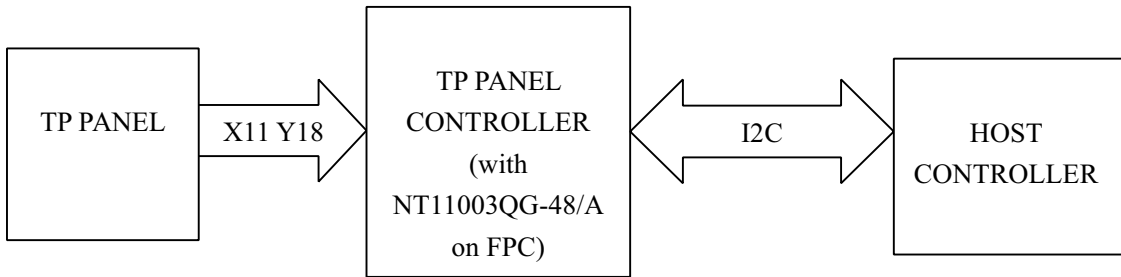 TP PANEL
X11 Y18
TP PANEL
CONTROLLER
(with
NT11003QG-48/A
on FPC)
I2C
HOST
CONTROLLER